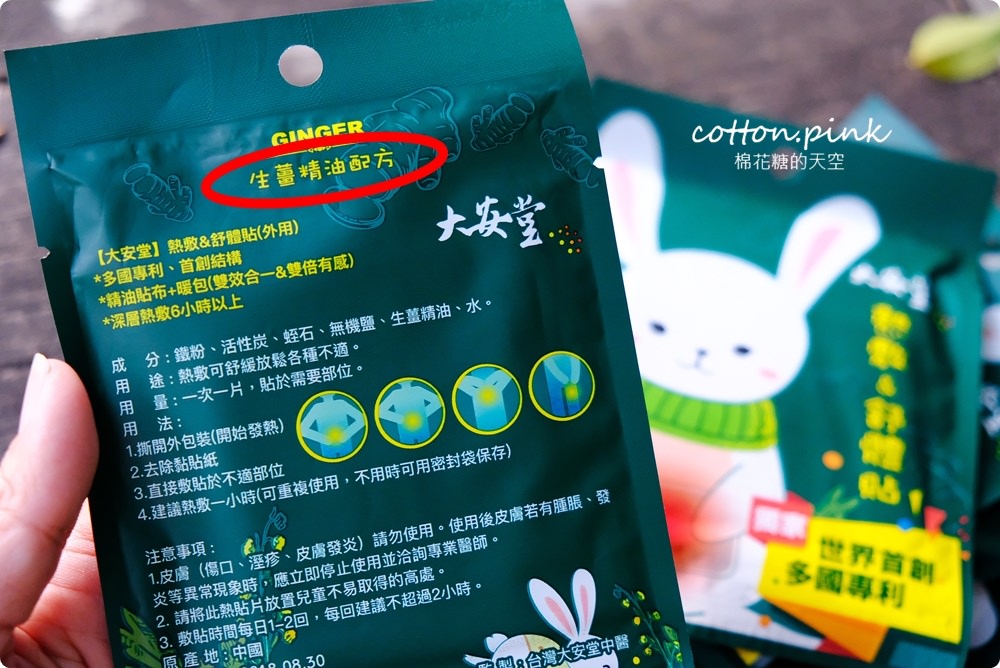 cotton.pink
棉花糖的天空
GINGER
生薑精油配方
大安堂
【大安堂】熱敷&舒體貼(外用)
*多國專利、首創結構
*精油貼布+暖包(雙效合一&雙倍有感)
*深層熱敷6小時以上
成　分：鐵粉、活性炭、蛭石、無機鹽、生薑精油、水。
用　途：熱敷可舒緩放鬆各種不適。
用　量：一次一片，貼於需要部位。
用　法：
1.撕開外包裝(開始發熱)
2.去除黏貼紙
3.直接敷貼於不適部位
4.建議熱敷一小時(可重複使用，不用時可用密封袋保存)
注意事項：
1.皮膚（傷口、溼疹、皮膚發炎）請勿使用。使用後皮膚若有腫脹、發
炎等異常現象時，應立即停止使用並洽詢專業醫師。
2. 請將此熱貼片放置兒童不易取得的高處。
3. 敷貼時間每日1-2回，每回建議不超過2小時。
原 產 地：中國
08.30
台灣大安堂中醫
大安堂
熱敷&舒體貼
獨家
世界首創
多國專利